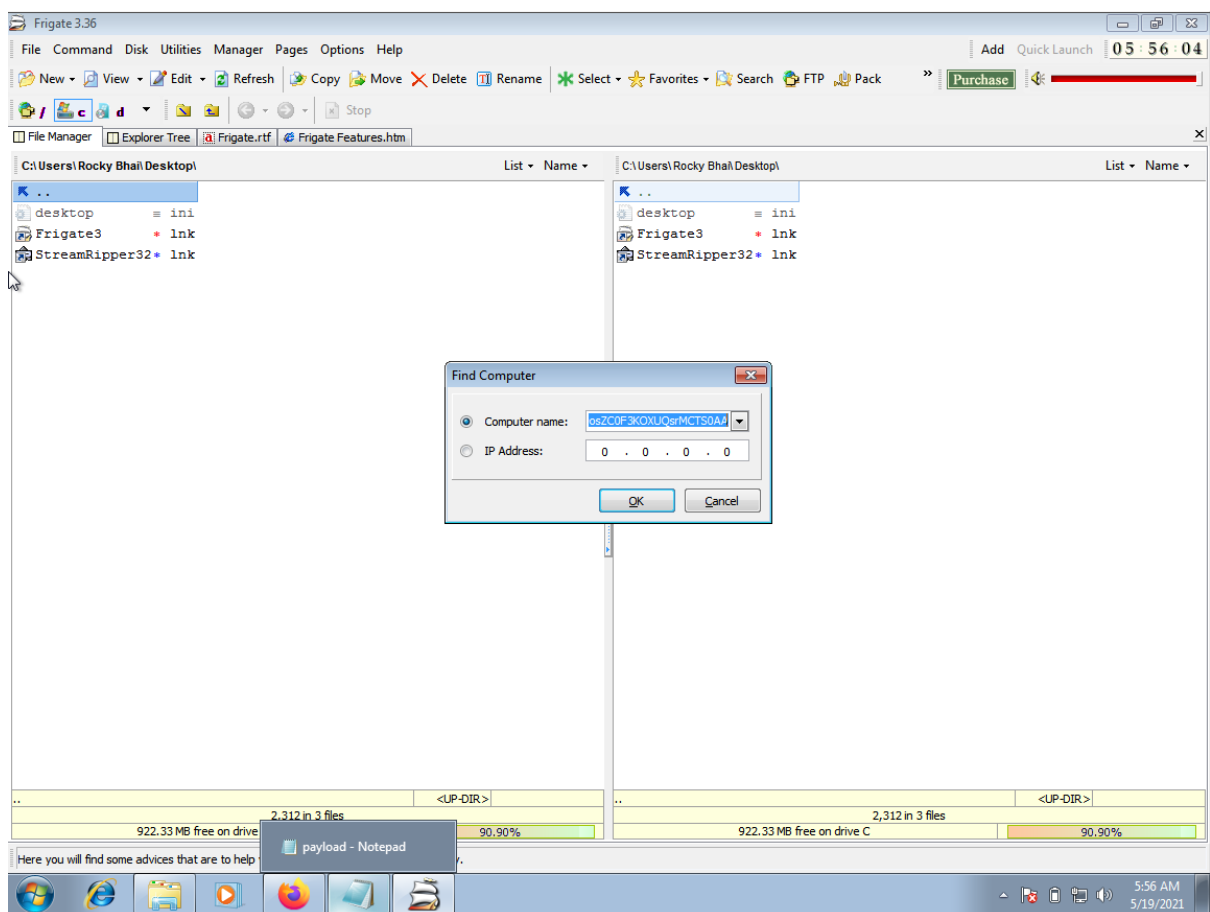 Frigate 3.36
File Command Disk Utilities Manager Pages Options Help
Add Quick Launch 05:56:04
New View Edit Refresh Copy Move Delete Rename Select Favorites Search FTP Pack » Purchase
/ c d Stop
File Manager Explorer Tree Frigate.rtf Frigate Features.htm
C:\Users\Rocky Bhai\Desktop\ List Name
..
desktop ini
Frigate3 * lnk
StreamRipper32* lnk
C:\Users\Rocky Bhai\Desktop\ List Name
..
desktop ini
Frigate3 * lnk
StreamRipper32* lnk
Find Computer
Computer name: osZC0F3KOXUQsrMCTS0AA
IP Address: 0 . 0 . 0 . 0
OK Cancel
.. <UP-DIR>
2,312 in 3 files
922.33 MB free on drive 90.90%
.. <UP-DIR>
2,312 in 3 files
922.33 MB free on drive C 90.90%
payload - Notepad
Here you will find some advices that are to help
5:56 AM
5/19/2021